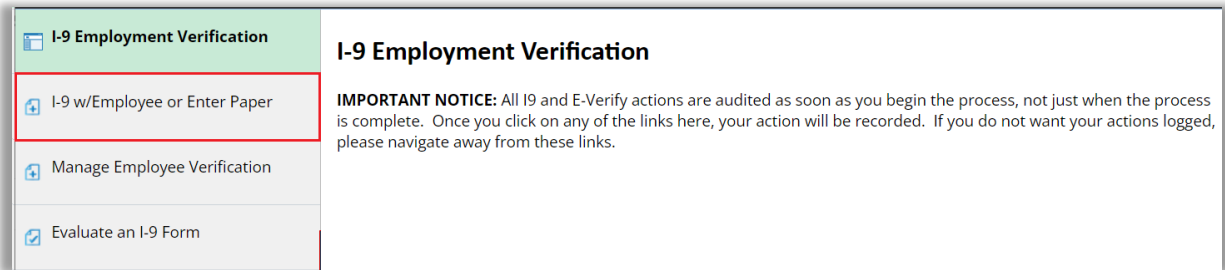 I-9 Employment Verification
I-9 w/Employee or Enter Paper
Manage Employee Verification
Evaluate an I-9 Form
I-9 Employment Verification
IMPORTANT NOTICE: All I9 and E-Verify actions are audited as soon as you begin the process, not just when the process
is complete.  Once you click on any of the links here, your action will be recorded.  If you do not want your actions logged,
please navigate away from these links.